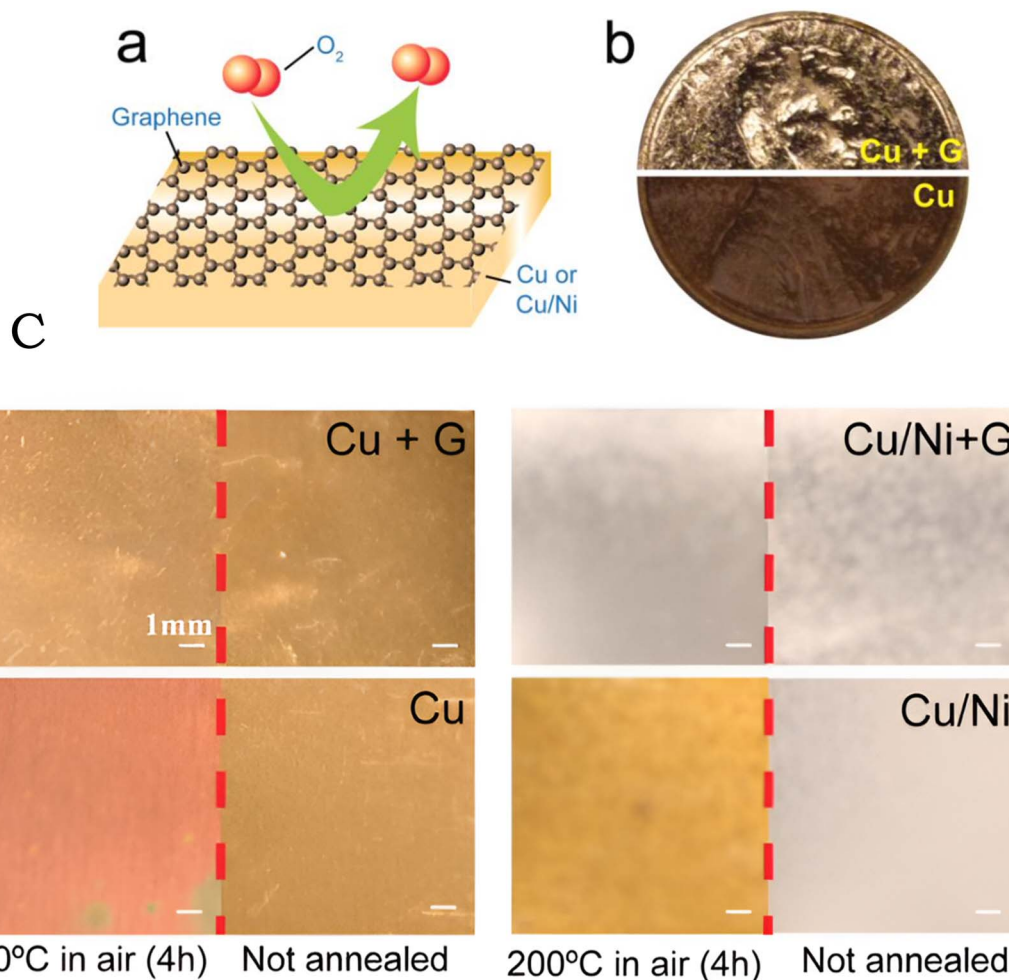 a
O₂
Graphene
Cu or
Cu/Ni
b
Cu + G
Cu
C
Cu + G
1mm
Cu/Ni+G
Cu
Cu/Ni
0ºC in air (4h)
Not annealed
200ºC in air (4h)
Not annealed